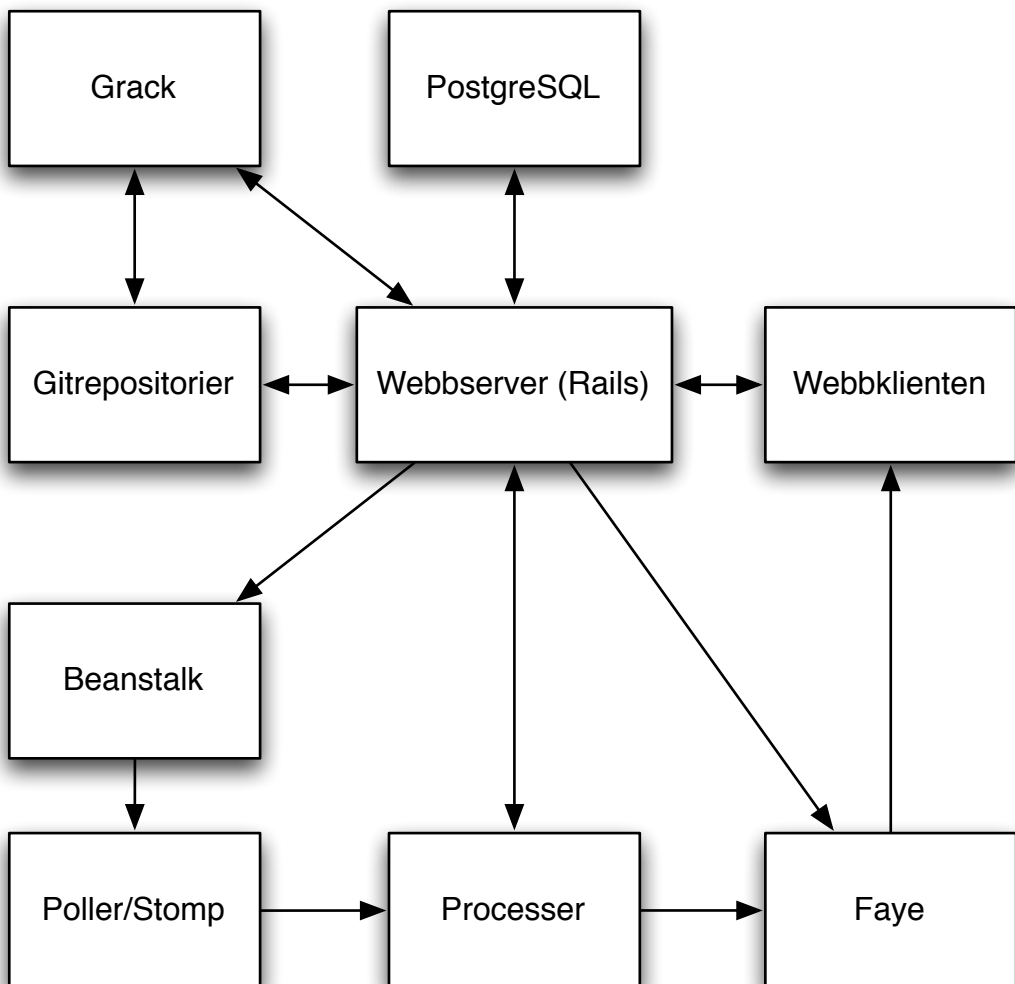 Grack
PostgreSQL
Gitrepositorier
Webbserver (Rails)
Webbklienten
Beanstalk
Poller/Stomp
Processer
Faye